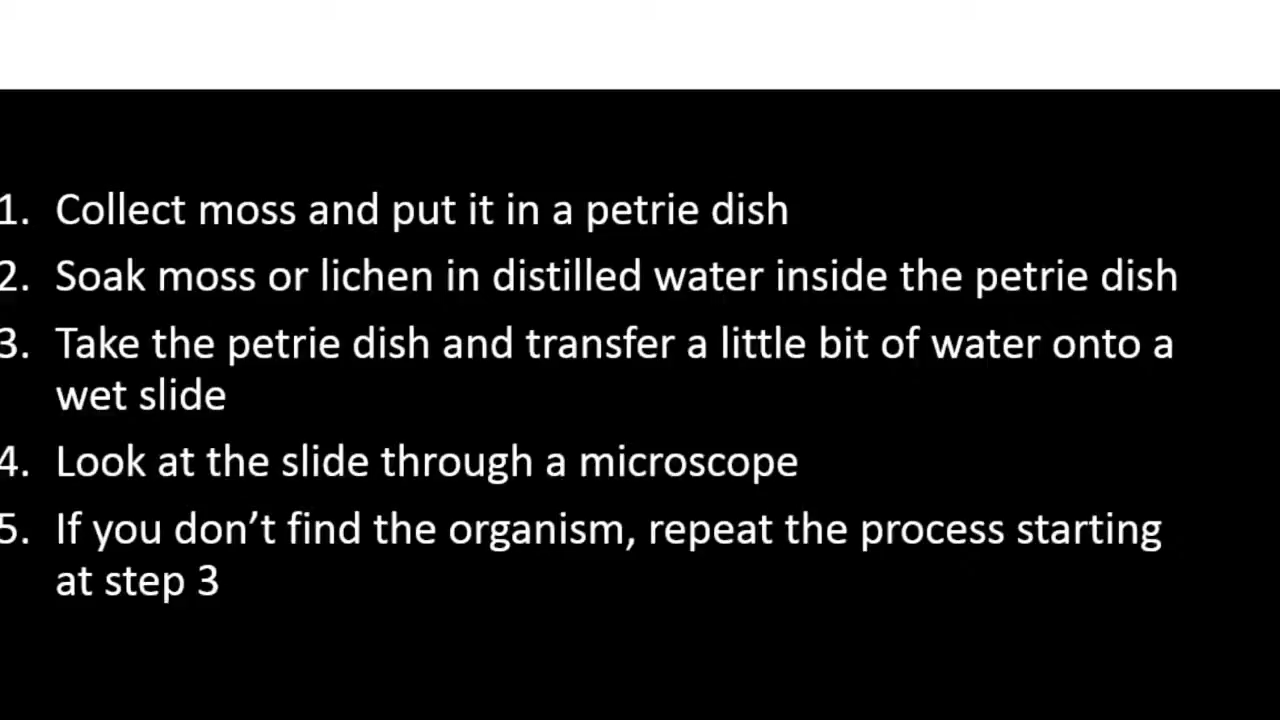 1. Collect moss and put it in a petrie dish
2. Soak moss or lichen in distilled water inside the petrie dish
3. Take the petrie dish and transfer a little bit of water onto a
wet slide
4. Look at the slide through a microscope
5. If you don’t find the organism, repeat the process starting
at step 3